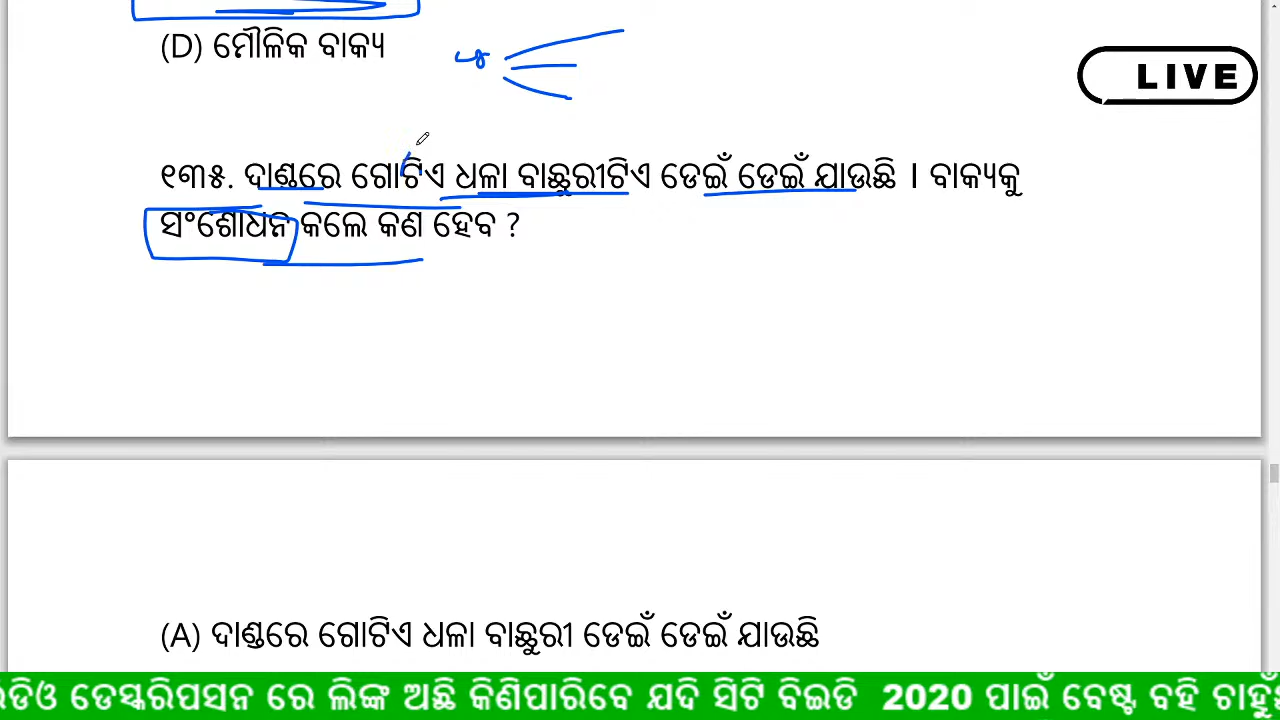 (D) ମୌଳିକ ବାକ୍ୟ
LIVE
୧୩୫. ଦାଣ୍ଡରେ ଗୋଟିଏ ଧଳା ବାଛୁରୀଟିଏ ଡେଇଁ ଡେଇଁ ଯାଉଛି । ବାକ୍ୟକୁ
ସଂଶୋଧନ କଲେ କଣ ହେବ ?
(A) ଦାଣ୍ଡରେ ଗୋଟିଏ ଧଳା ବାଛୁରୀ ଡେଇଁ ଡେଇଁ ଯାଉଛି
ଡେସ୍କରିପସନ ରେ ଲିଙ୍କ ଅଛି କିଣିପାରିବେ ଯଦି ସିଟି ବିଇଡି 2020 ପାଇଁ ବେଷ୍ଟ ବହି